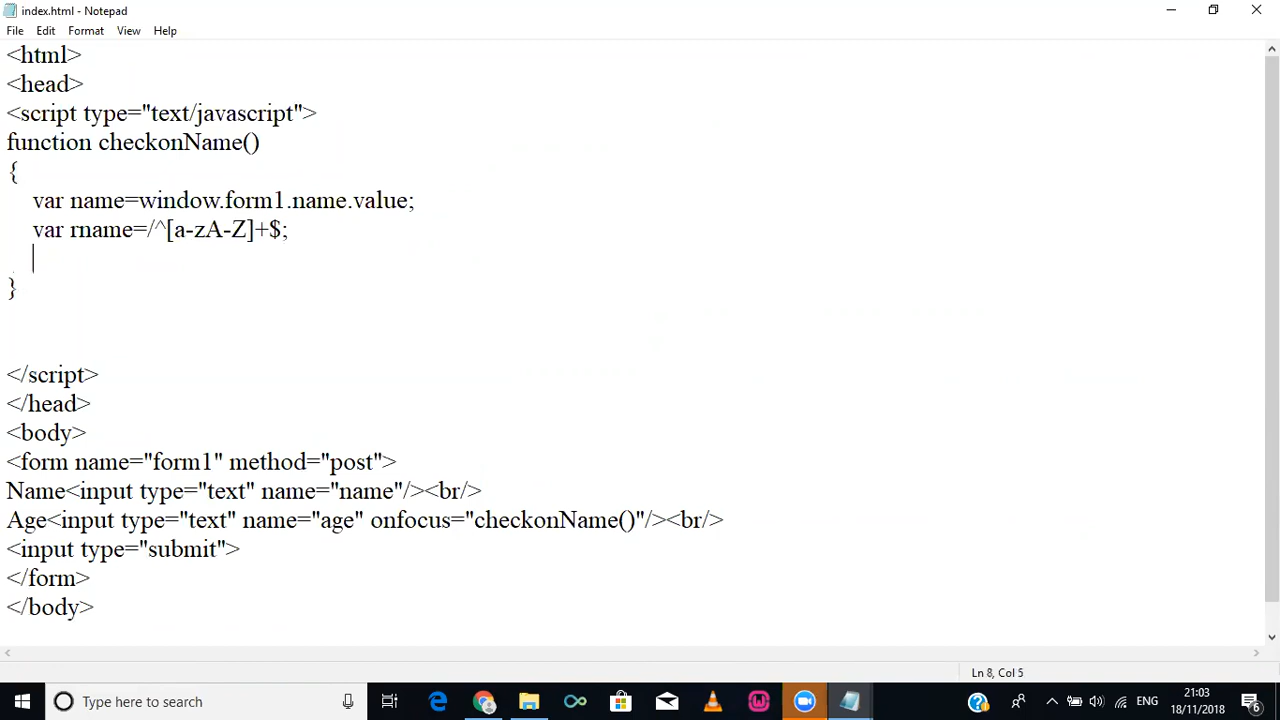 index.html - Notepad
File Edit Format View Help
<html>
<head>
<script type="text/javascript">
function checkonName()
{
var name=window.form1.name.value;
var rname=/^[a-zA-Z]+$;
}
</script>
</head>
<body>
<form name="form1" method="post">
Name<input type="text" name="name"/><br/>
Age<input type="text" name="age" onfocus="checkonName()"/><br/>
<input type="submit">
</form>
</body>
Ln 8, Col 5
Type here to search
ENG
21:03
18/11/2018
6